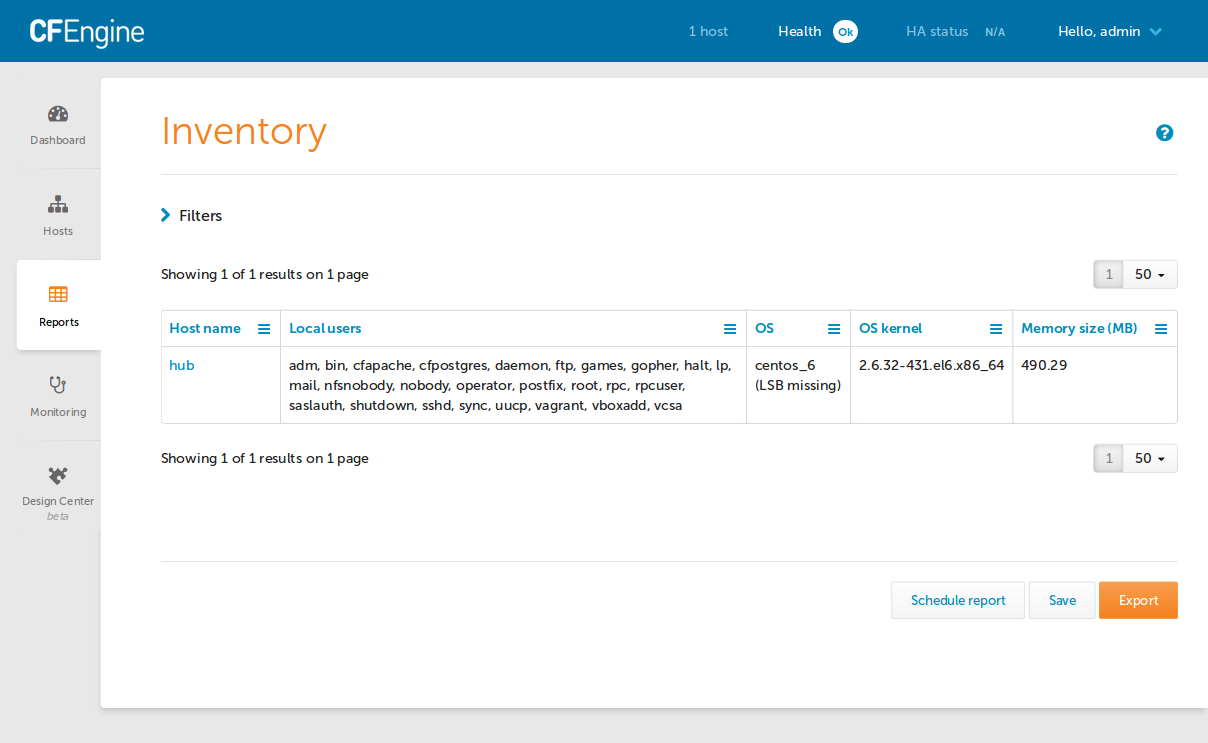 CFEngine
1 host
Health
Ok
HA status
N/A
Hello, admin
Dashboard
Hosts
Reports
Monitoring
Design Center
beta
Inventory
?
Filters
Showing 1 of 1 results on 1 page
1
50
Host name
Local users
OS
OS kernel
Memory size (MB)
hub
adm, bin, cfapache, cfpostgres, daemon, ftp, games, gopher, halt, lp,
mail, nfsnobody, nobody, operator, postfix, root, rpc, rpcuser,
saslauth, shutdown, sshd, sync, uucp, vagrant, vboxadd, vcsa
centos_6
(LSB missing)
2.6.32-431.el6.x86_64
490.29
Showing 1 of 1 results on 1 page
1
50
Schedule report
Save
Export